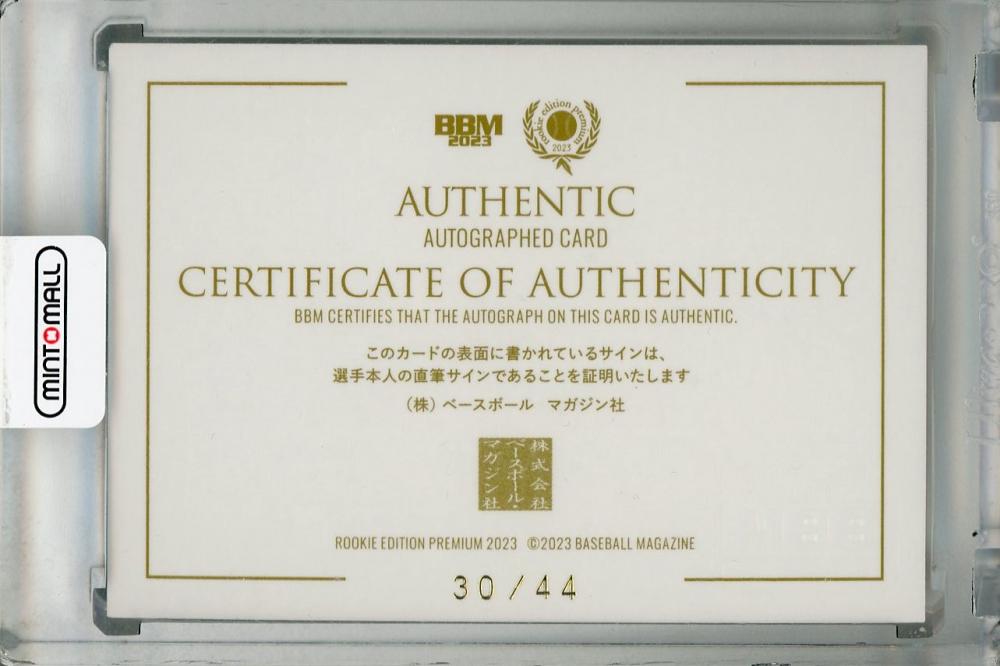 BBM
2023
rookie edition premium
2023
AUTHENTIC
AUTOGRAPHED CARD
CERTIFICATE OF AUTHENTICITY
BBM CERTIFIES THAT THE AUTOGRAPH ON THIS CARD IS AUTHENTIC.
このカードの表面に書かれているサインは、
選手本人の直筆サインであることを証明いたします
（株）ベースボール　マガジン社
株式会社
ベースボール・
マガジン社
ROOKIE EDITION PREMIUM 2023 ©2023 BASEBALL MAGAZINE
30/44
MINTOMALL